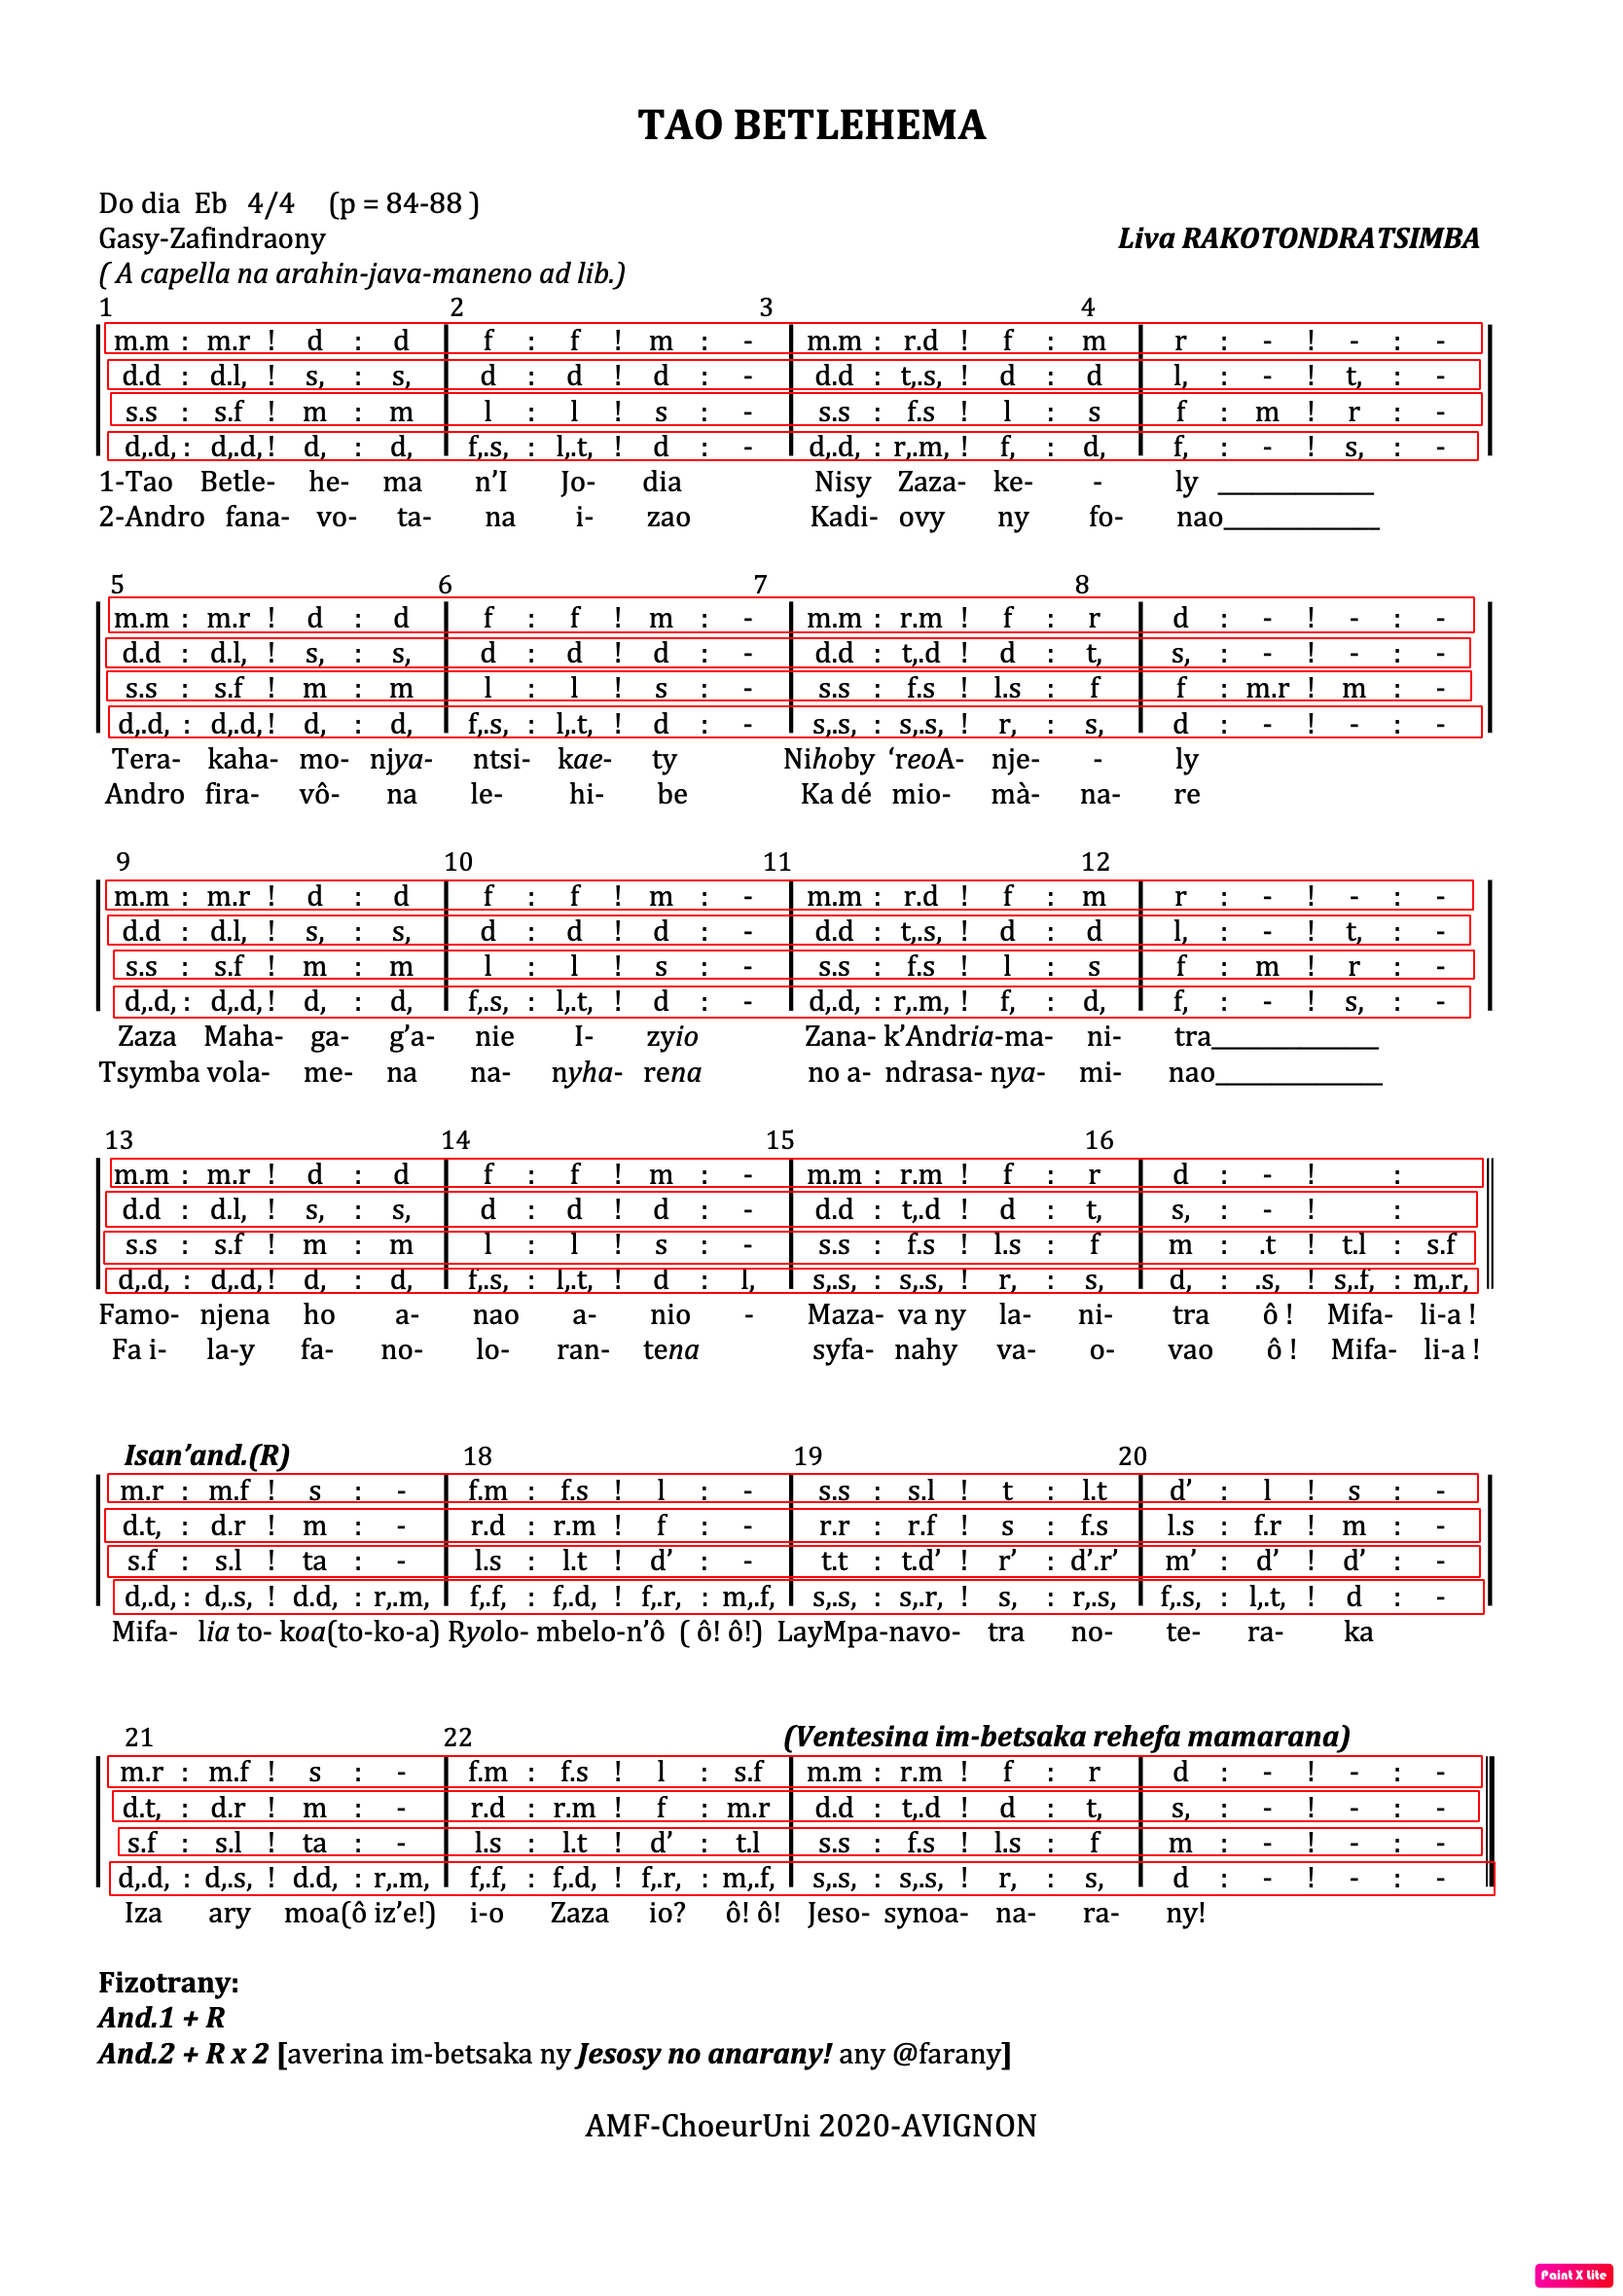 TAO BETLEHEMA
Do dia Eb 4/4 (p = 84-88 )
Gasy-Zafindraony Liva RAKOTONDRATSIMBA
( A capella na arahin-java-maneno ad lib.)
1 2 3 4
m.m : m.r ! d : d | f : f ! m : - | m.m : r.d ! f : m | r : - ! - : -
d.d : d.l, ! s, : s, | d : d ! d : - | d.d : t,.s, ! d : d | l, : - ! t, : -
s.s : s.f ! m : m | l : l ! s : - | s.s : f.s ! l : s | f : m ! r : -
d,.d, : d,.d, ! d, : d, | f,.s, : l,.t, ! d : - | d,.d, : r,.m, ! f, : d, | f, : - ! s, : -
1-Tao Betle- he- ma n’I Jo- dia Nisy Zaza- ke- - ly ____________
2-Andro fana- vo- ta- na i- zao Kadi- ovy ny fo- nao____________
5 6 7 8
m.m : m.r ! d : d | f : f ! m : - | m.m : r.m ! f : r | d : - ! - : -
d.d : d.l, ! s, : s, | d : d ! d : - | d.d : t,.d ! d : t, | s, : - ! - : -
s.s : s.f ! m : m | l : l ! s : - | s.s : f.s ! l.s : f | f : m.r ! m : -
d,.d, : d,.d, ! d, : d, | f,.s, : l,.t, ! d : - | s,.s, : s,.s, ! r, : s, | d : - ! - : -
Tera- kaha- mo- njya- ntsi- kae- ty Nihoby ‘reoA- nje- - ly
Andro fira- vô- na le- hi- be Ka dé mio- mà- na- re
9 10 11 12
m.m : m.r ! d : d | f : f ! m : - | m.m : r.d ! f : m | r : - ! - : -
d.d : d.l, ! s, : s, | d : d ! d : - | d.d : t,.s, ! d : d | l, : - ! t, : -
s.s : s.f ! m : m | l : l ! s : - | s.s : f.s ! l : s | f : m ! r : -
d,.d, : d,.d, ! d, : d, | f,.s, : l,.t, ! d : - | d,.d, : r,.m, ! f, : d, | f, : - ! s, : -
Zaza Maha- ga- g’a- nie I- zyio Zana- k’Andria-ma- ni- tra_____________
Tsymba vola- me- na na- nyha- rena no a- ndrasa- nya- mi- nao_____________
13 14 15 16
m.m : m.r ! d : d | f : f ! m : - | m.m : r.m ! f : r | d : - ! :
d.d : d.l, ! s, : s, | d : d ! d : - | d.d : t,.d ! d : t, | s, : - ! :
s.s : s.f ! m : m | l : l ! s : - | s.s : f.s ! l.s : f | m : .t ! t.l : s.f
d,.d, : d,.d, ! d, : d, | f,.s, : l,.t, ! d : l, | s,.s, : s,.s, ! r, : s, | d, : .s, ! s,.f, : m,.r,
Famo- njena ho a- nao a- nio - Maza- va ny la- ni- tra ô ! Mifa- li-a !
Fa i- la-y fa- no- lo- ran- tena syfa- nahy va- o- vao ô ! Mifa- li-a !
Isan’and.(R) 18 19 20
m.r : m.f ! s : - | f.m : f.s ! l : - | s.s : s.l ! t : l.t | d’ : l ! s : -
d.t, : d.r ! m : - | r.d : r.m ! f : - | r.r : r.f ! s : f.s | l.s : f.r ! m : -
s.f : s.l ! ta : - | l.s : l.t ! d’ : - | t.t : t.d’ ! r’ : d’.r’ | m’ : d’ ! d’ : -
d,.d, : d,.s, ! d.d, : r,.m, | f,.f, : f,.d, ! f,.r, : m,.f, | s,.s, : s,.r, ! s, : r,.s, | f,.s, : l,.t, ! d : -
Mifa- lia to- koa(to-ko-a) Ryolo- mbelo-n’ô ( ô! ô!) LayMpa-navo- tra no- te- ra- ka
21 22 (Ventesina im-betsaka rehefa mamarana)
m.r : m.f ! s : - | f.m : f.s ! l : s.f | m.m : r.m ! f : r | d : - ! - : -
d.t, : d.r ! m : - | r.d : r.m ! f : m.r | d.d : t,.d ! d : t, | s, : - ! - : -
s.f : s.l ! ta : - | l.s : l.t ! d’ : t.l | s.s : f.s ! l.s : f | m : - ! - : -
d,.d, : d,.s, ! d.d, : r,.m, | f,.f, : f,.d, ! f,.r, : m,.f, | s,.s, : s,.s, ! r, : s, | d : - ! - : -
Iza ary moa(ô iz’e!) i-o Zaza io? ô! ô! Jeso- synoa- na- ra- ny!
Fizotrany:
And.1 + R
And.2 + R x 2 [averina im-betsaka ny Jesosy no anarany! any @farany]
AMF-ChoeurUni 2020-AVIGNON
Paint X Lite